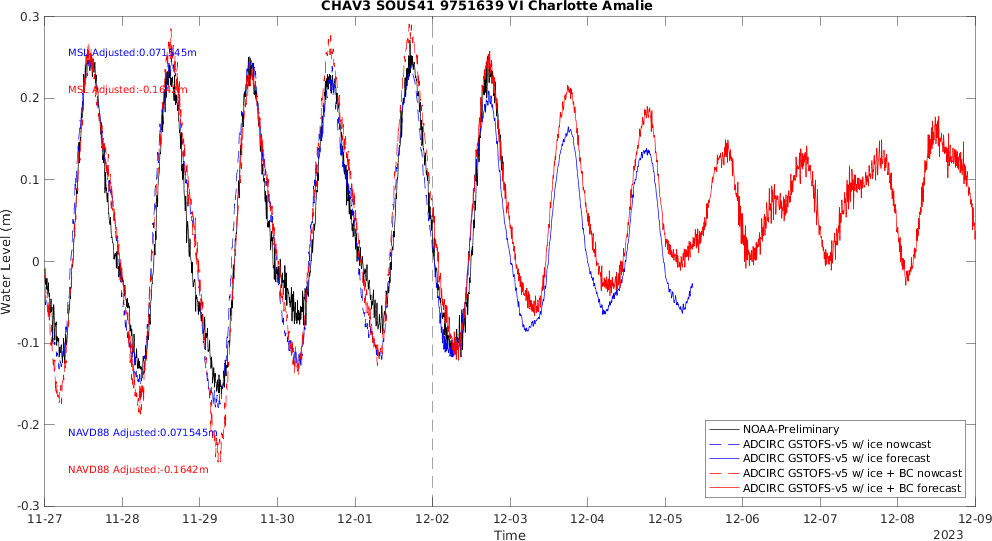 CHAV3 SOUS41 9751639 VI Charlotte Amalie
0.3
MSL Adjusted:0.071545m
MSL Adjusted:-0.1642m
0.2
0.1
Water Level (m)
0
-0.1
-0.2
NAVD88 Adjusted:0.071545m
NAVD88 Adjusted:-0.1642m
NOAA-Preliminary
ADCIRC GSTOFS-v5 w/ ice nowcast
ADCIRC GSTOFS-v5 w/ ice forecast
ADCIRC GSTOFS-v5 w/ ice + BC nowcast
ADCIRC GSTOFS-v5 w/ ice + BC forecast
-0.3
11-27 11-28 11-29 11-30 12-01 12-02 12-03 12-04 12-05 12-06 12-07 12-08 12-09
Time
2023